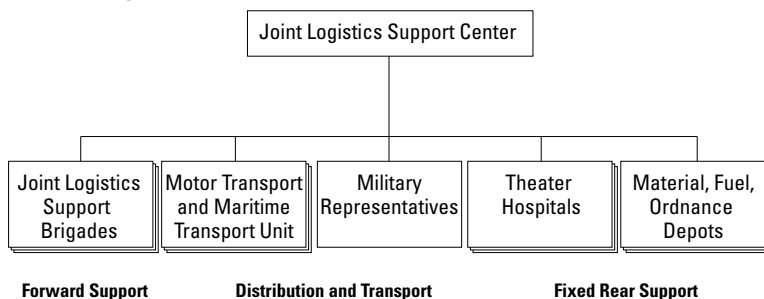 Joint Logistics Support Center
Joint Logistics
Support
Brigades
Motor Transport
and Maritime
Transport Unit
Military
Representatives
Theater
Hospitals
Material, Fuel,
Ordnance
Depots
Forward Support
Distribution and Transport
Fixed Rear Support